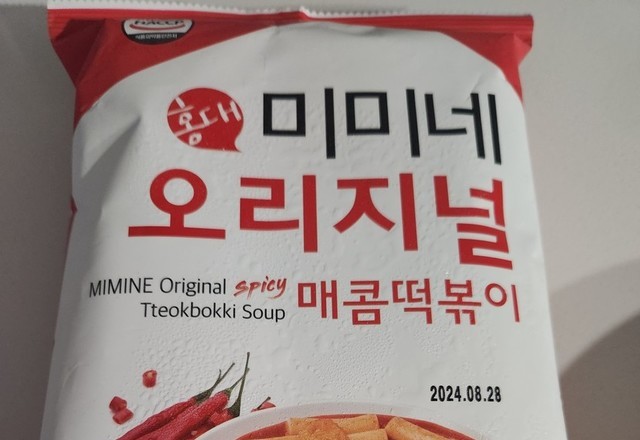 HACCP
홍대 미미네
오리지널
MIMINE Original spicy 매콤떡볶이
Tteokbokki Soup
2024.08.28